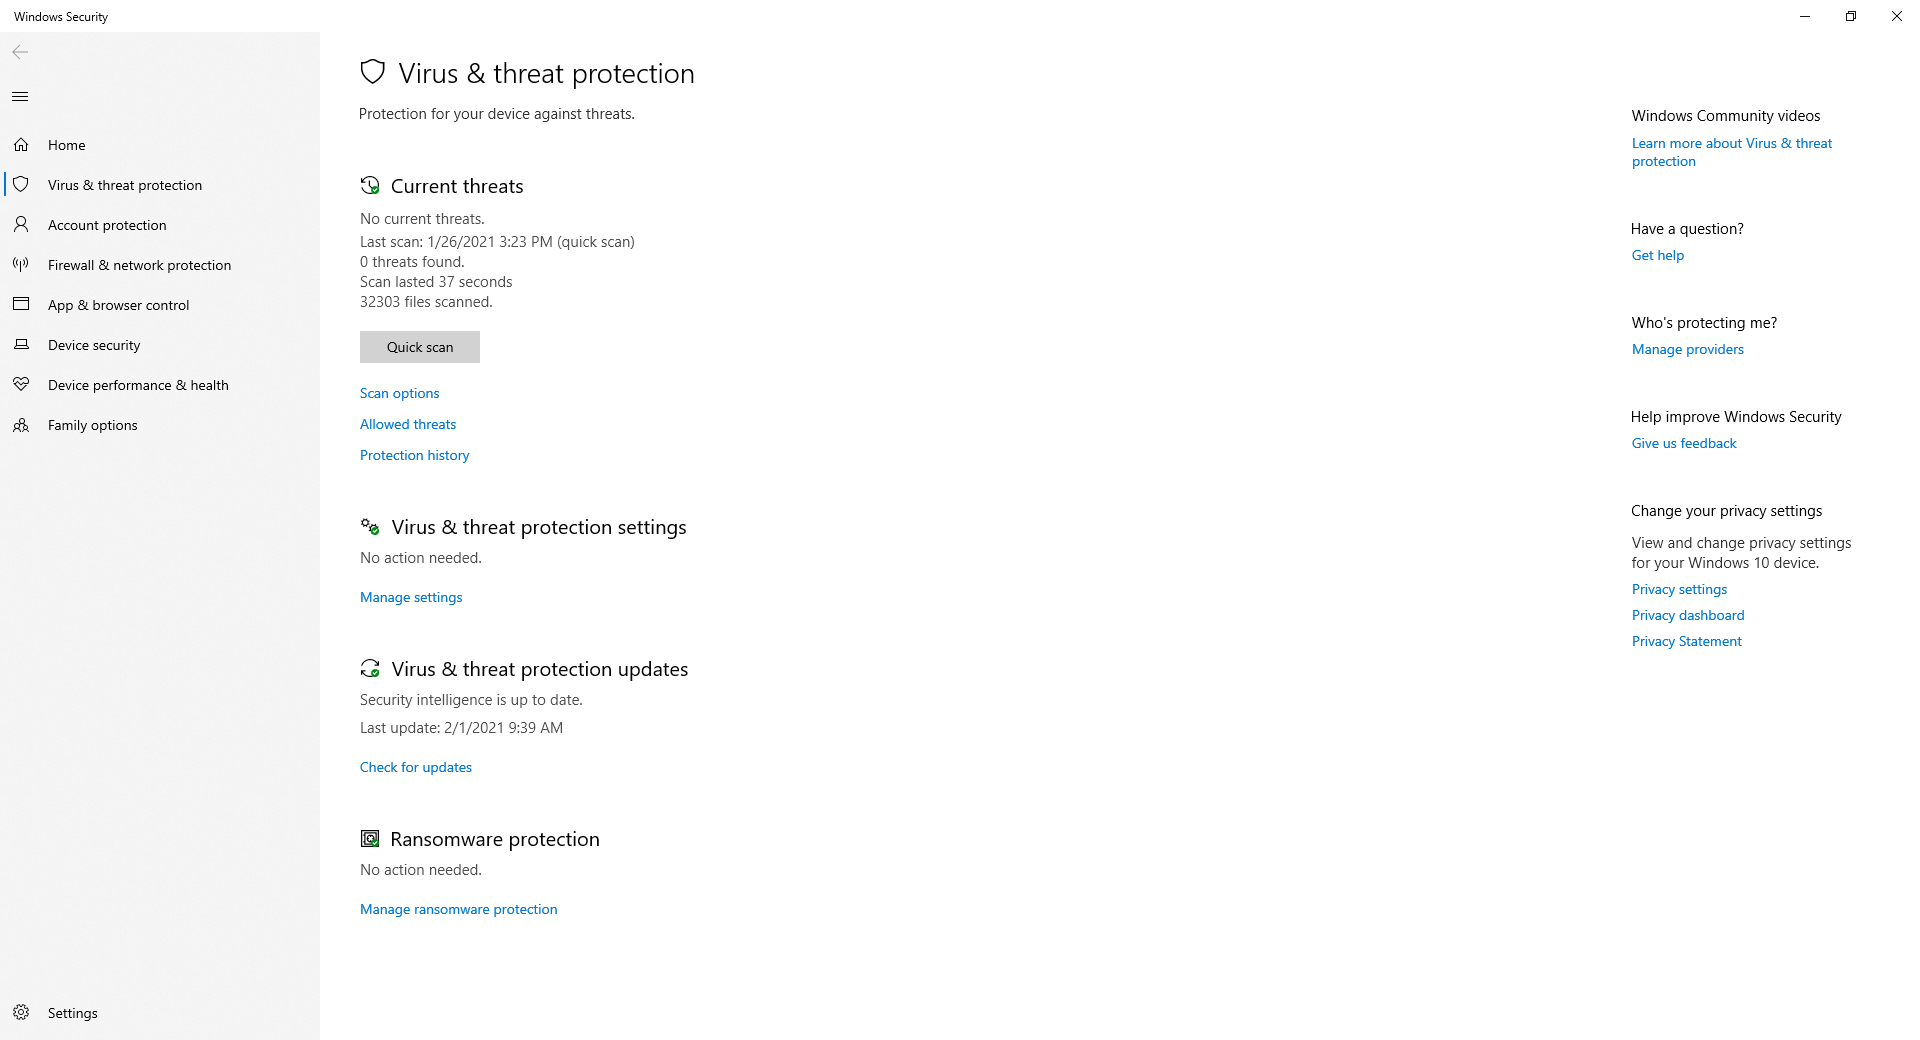 Windows Security
Home
Virus & threat protection
Account protection
Firewall & network protection
App & browser control
Device security
Device performance & health
Family options
Settings
Virus & threat protection
Protection for your device against threats.
Current threats
No current threats.
Last scan: 1/26/2021 3:23 PM (quick scan)
0 threats found.
Scan lasted 37 seconds
32303 files scanned.
Quick scan
Scan options
Allowed threats
Protection history
Virus & threat protection settings
No action needed.
Manage settings
Virus & threat protection updates
Security intelligence is up to date.
Last update: 2/1/2021 9:39 AM
Check for updates
Ransomware protection
No action needed.
Manage ransomware protection
Windows Community videos
Learn more about Virus & threat
protection
Have a question?
Get help
Who's protecting me?
Manage providers
Help improve Windows Security
Give us feedback
Change your privacy settings
View and change privacy settings
for your Windows 10 device.
Privacy settings
Privacy dashboard
Privacy Statement